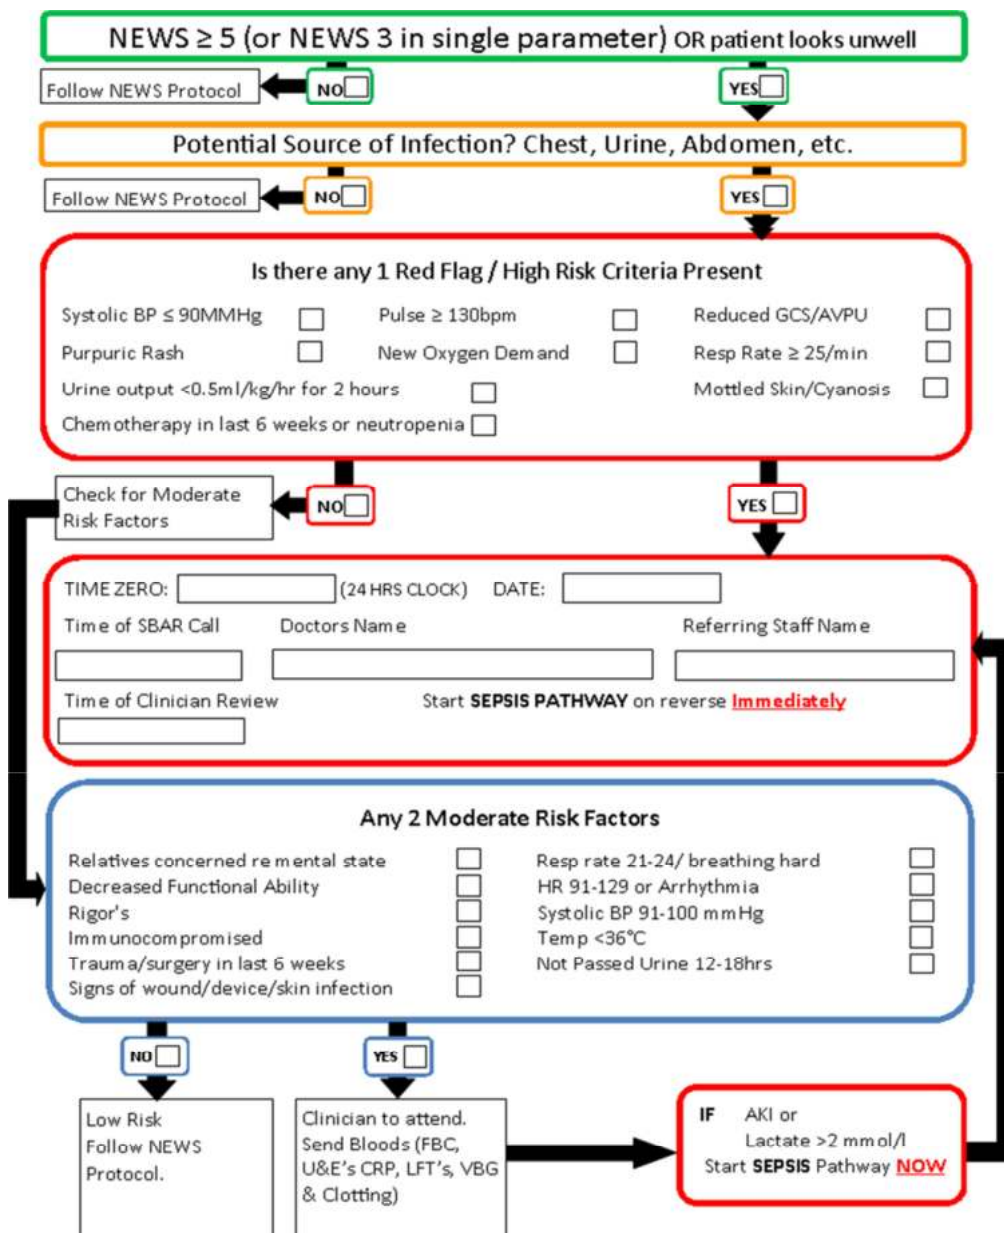 NEWS ≥ 5 (or NEWS 3 in single parameter) OR patient looks unwell
Follow NEWS Protocol
NO
YES
Potential Source of Infection? Chest, Urine, Abdomen, etc.
Follow NEWS Protocol
NO
YES
Is there any 1 Red Flag / High Risk Criteria Present
Systolic BP ≤ 90MMHg
Pulse ≥ 130bpm
Reduced GCS/AVPU
Purpuric Rash
New Oxygen Demand
Resp Rate ≥ 25/min
Urine output <0.5ml/kg/hr for 2 hours
Mottled Skin/Cyanosis
Chemotherapy in last 6 weeks or neutropenia
Check for Moderate
Risk Factors
NO
YES
TIME ZERO:
(24 HRS CLOCK)
DATE:
Time of SBAR Call
Doctors Name
Referring Staff Name
Time of Clinician Review
Start SEPSIS PATHWAY on reverse Immediately
Any 2 Moderate Risk Factors
Relatives concerned re mental state
Resp rate 21-24/ breathing hard
Decreased Functional Ability
HR 91-129 or Arrhythmia
Rigor's
Systolic BP 91-100 mmHg
Immunocompromised
Temp <36°C
Trauma/surgery in last 6 weeks
Not Passed Urine 12-18hrs
Signs of wound/device/skin infection
NO
YES
Low Risk
Follow NEWS
Protocol.
Clinician to attend.
Send Bloods (FBC,
U&E's CRP, LFT's, VBG
& Clotting)
IF AKI or
Lactate >2 mmol/l
Start SEPSIS Pathway NOW